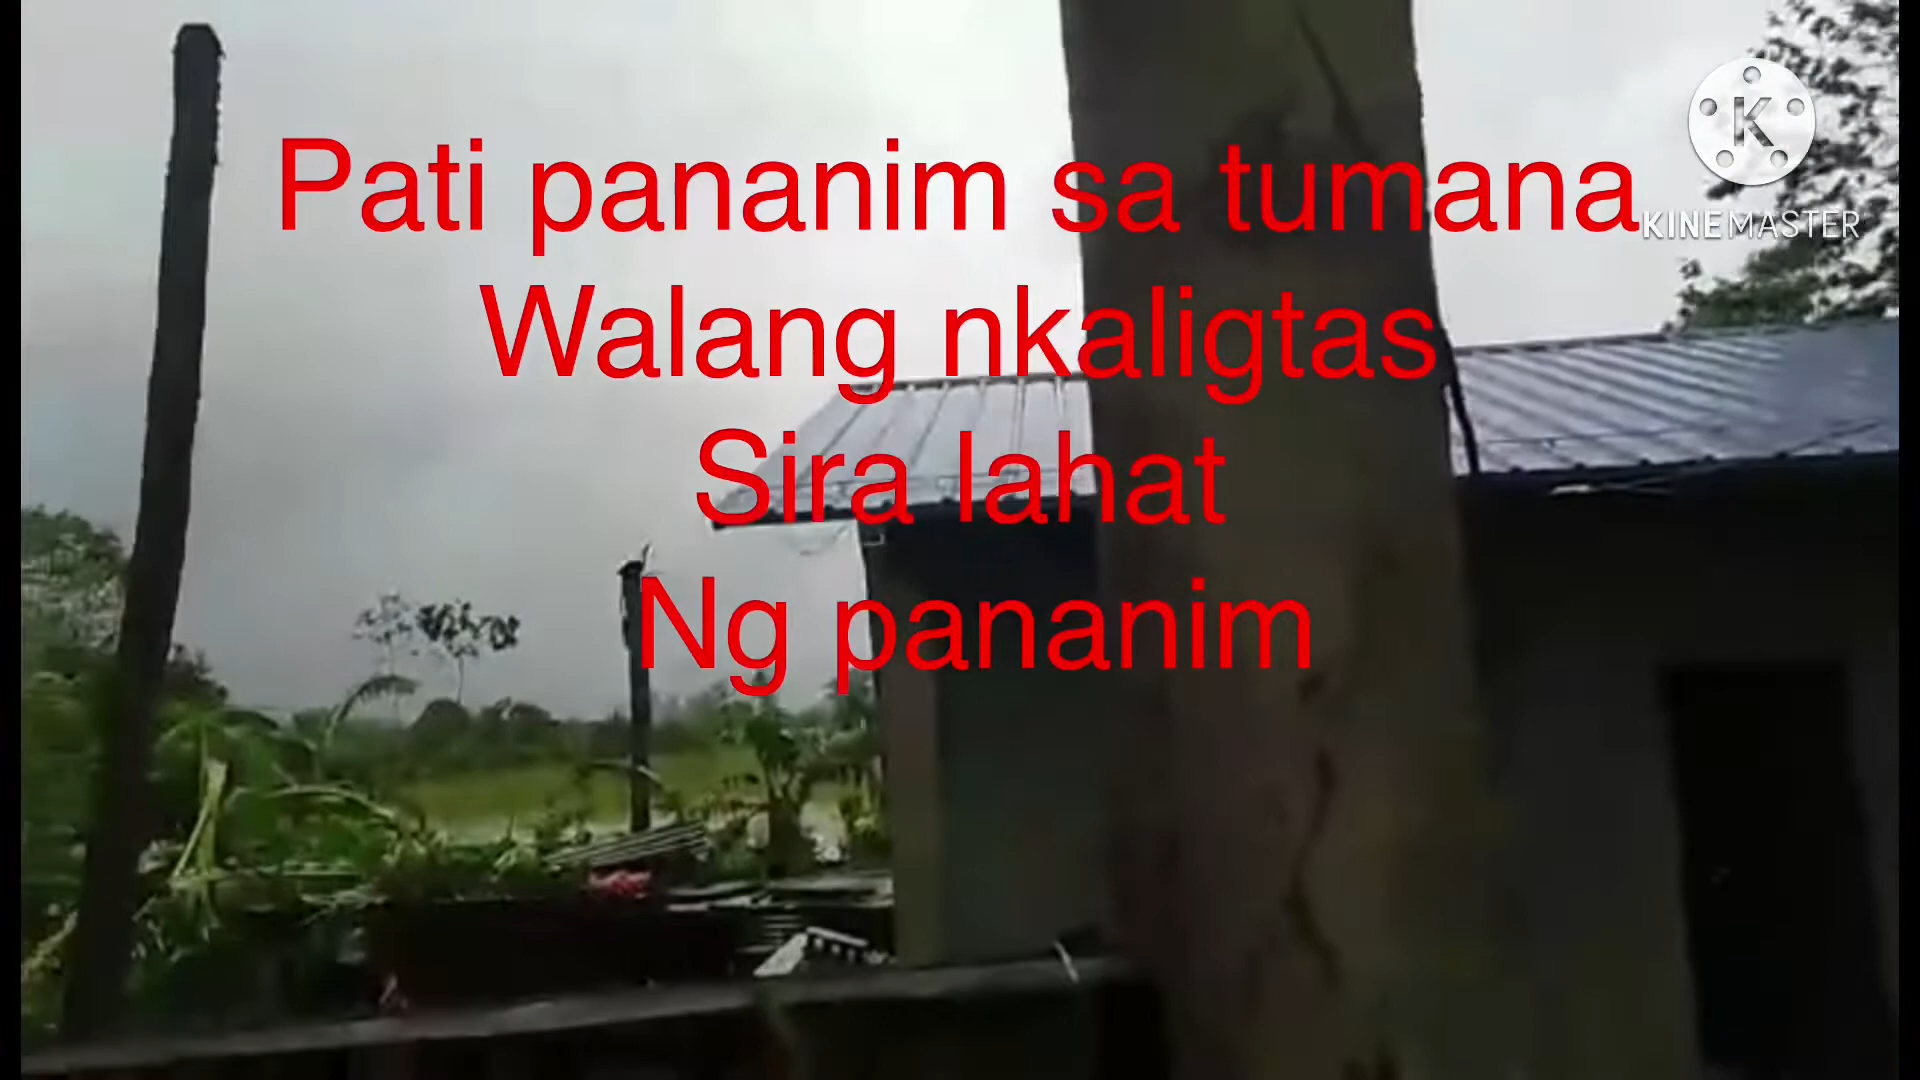 Pati pananim sa tumana
Walang nkaligtas
Sira lahat
Ng pananim
K
KINEMASTER